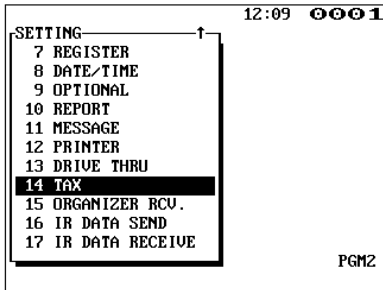 12:09 0001
SETTING ↑
7 REGISTER
8 DATE/TIME
9 OPTIONAL
10 REPORT
11 MESSAGE
12 PRINTER
13 DRIVE THRU
14 TAX
15 ORGANIZER RCV.
16 IR DATA SEND
17 IR DATA RECEIVE
PGM2